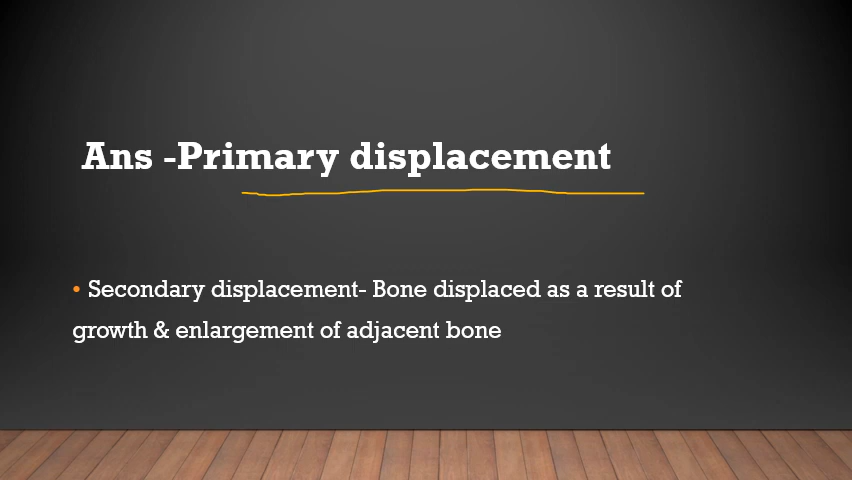 Ans -Primary displacement
• Secondary displacement- Bone displaced as a result of
growth & enlargement of adjacent bone